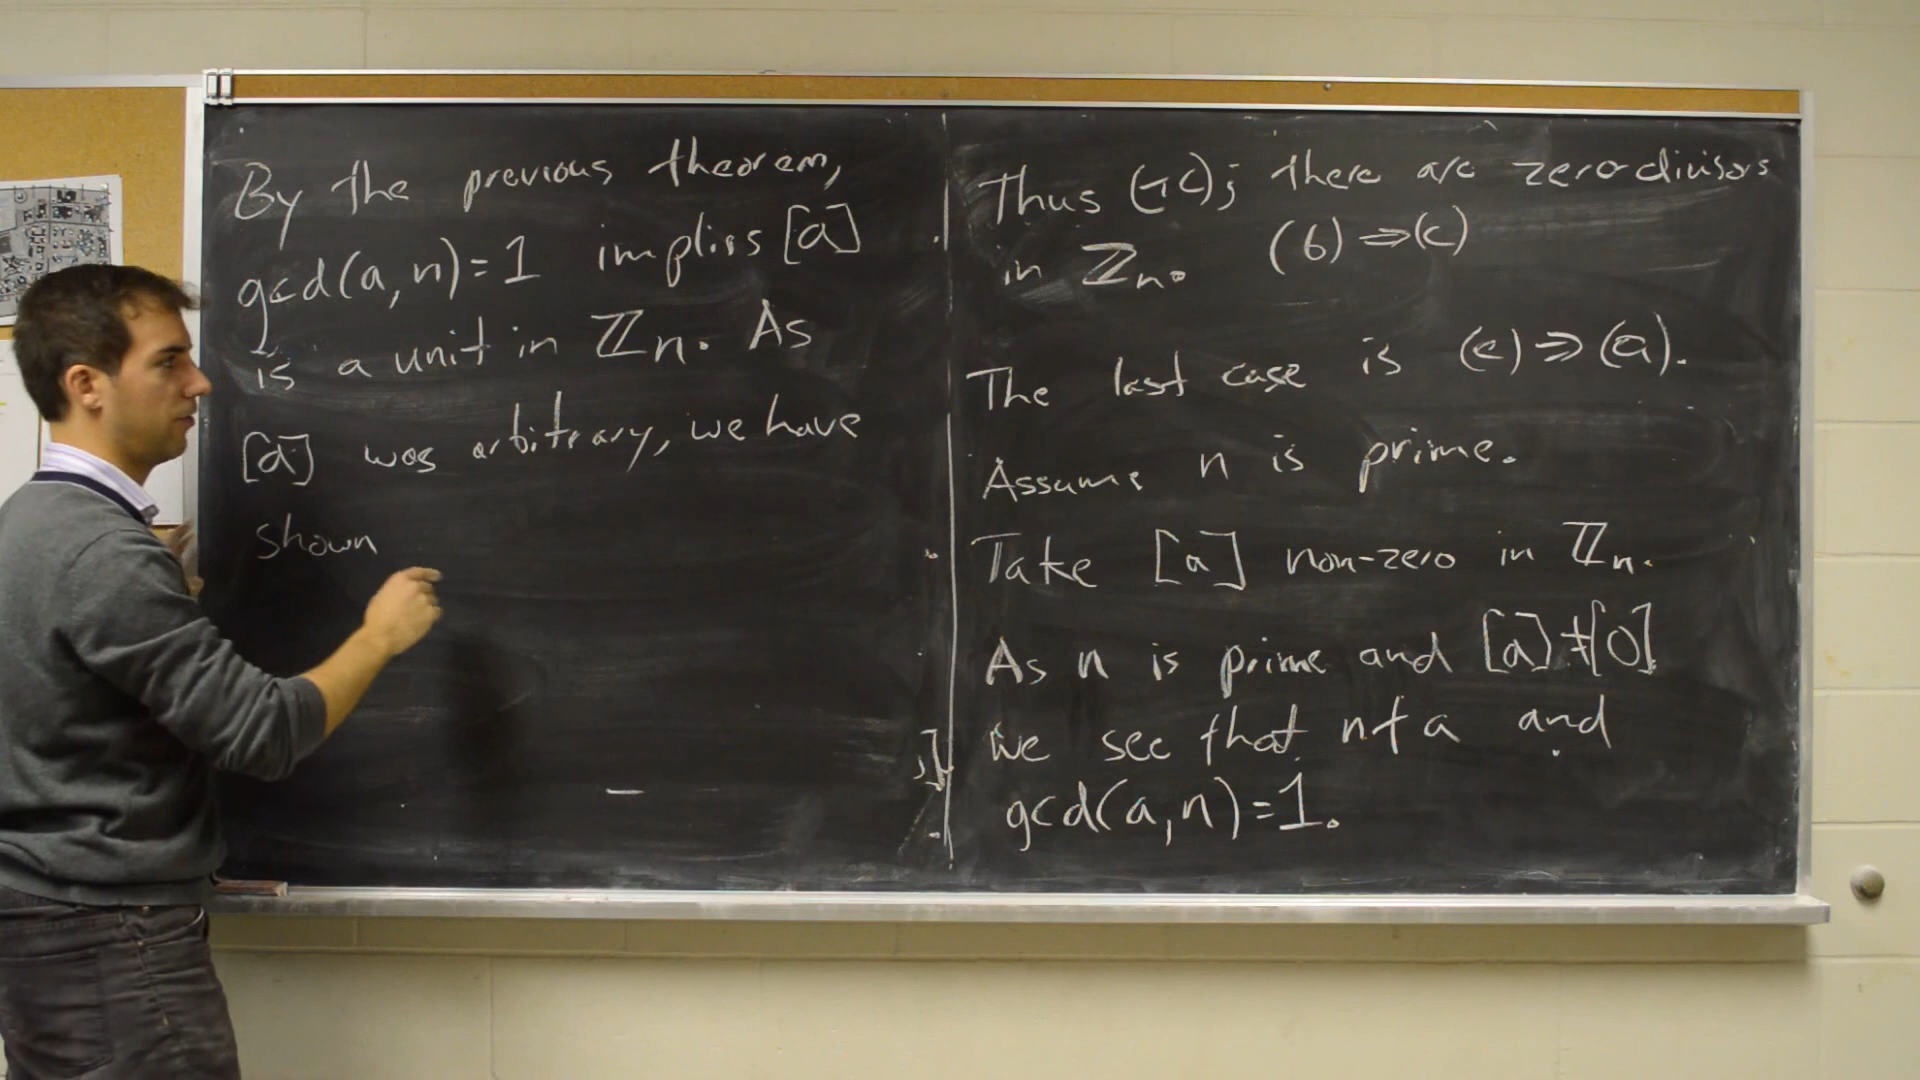 By the previous theorem,
gcd(a,n)=1 implies [a]
is a unit in ℤn. As
[a] was arbitrary, we have
shown
Thus (¬c); there are zero divisors
in ℤn. (b)⇒(c)
The last case is (c)⇒(a).
Assume n is prime.
Take [a] non-zero in ℤn.
As n is prime and [a]≠[0]
we see that n∤a and
gcd(a,n)=1.